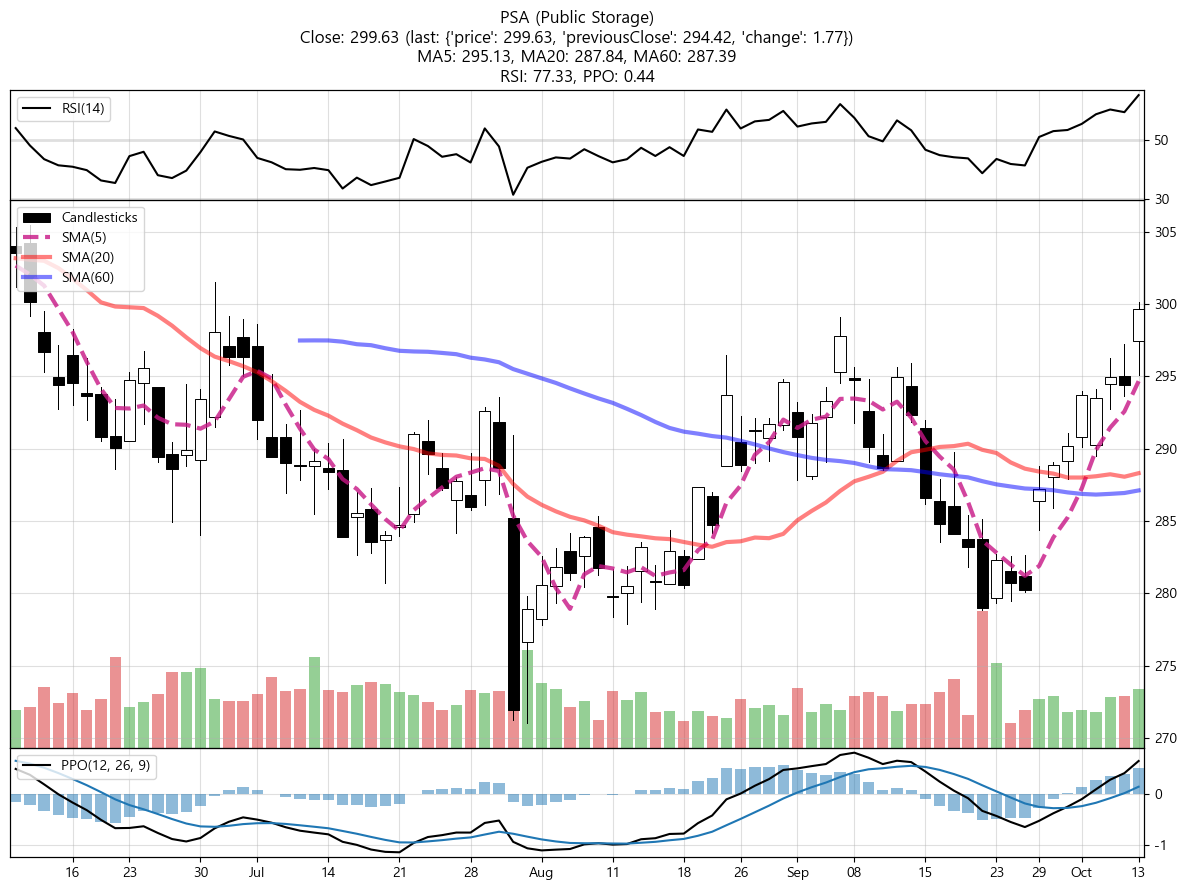 PSA (Public Storage)
Close: 299.63 (last: {'price': 299.63, 'previousClose': 294.42, 'change': 1.77})
MA5: 295.13, MA20: 287.84, MA60: 287.39
RSI: 77.33, PPO: 0.44
RSI(14)
50
30
Candlesticks
SMA(5)
SMA(20)
SMA(60)
305
300
295
290
285
280
275
270
PPO(12, 26, 9)
0
-1
16 23 30 Jul 14 21 28 Aug 11 18 26 Sep 08 15 23 29 Oct 13